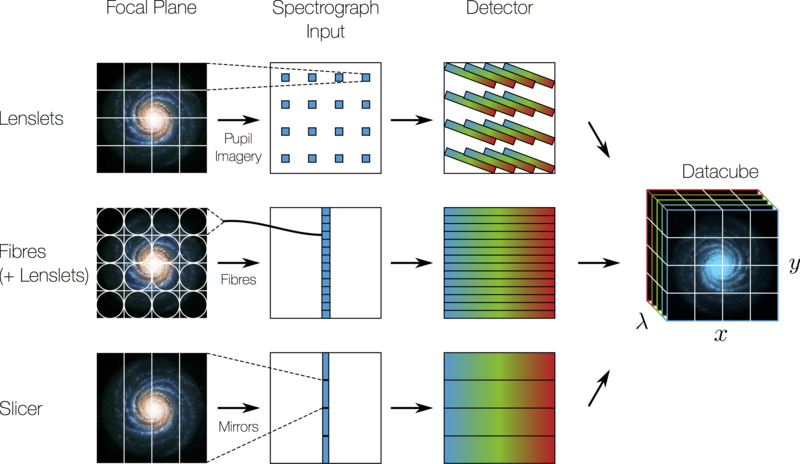 Focal Plane
Spectrograph
Input
Detector
Lenslets
Pupil
Imagery
Datacube
Fibres
(+ Lenslets)
Fibres
y
λ
x
Slicer
Mirrors